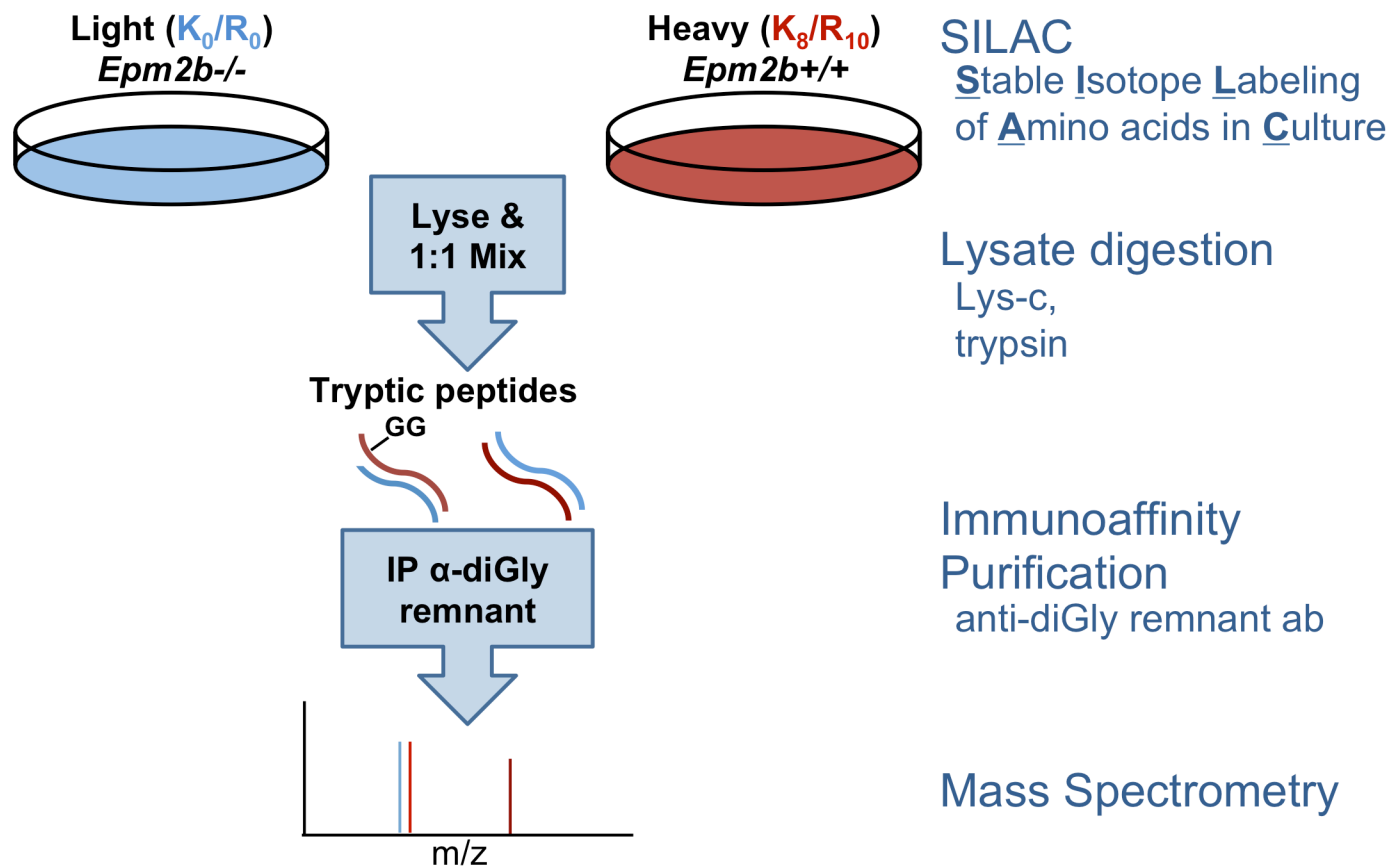 Light (K0/R0)
Epm2b-/-
Heavy (K8/R10)
Epm2b+/+
SILAC
Stable Isotope Labeling
of Amino acids in Culture
Lyse &
1:1 Mix
Lysate digestion
Lys-c,
trypsin
Tryptic peptides
GG
IP α-diGly
remnant
Immunoaffinity
Purification
anti-diGly remnant ab
m/z
Mass Spectrometry